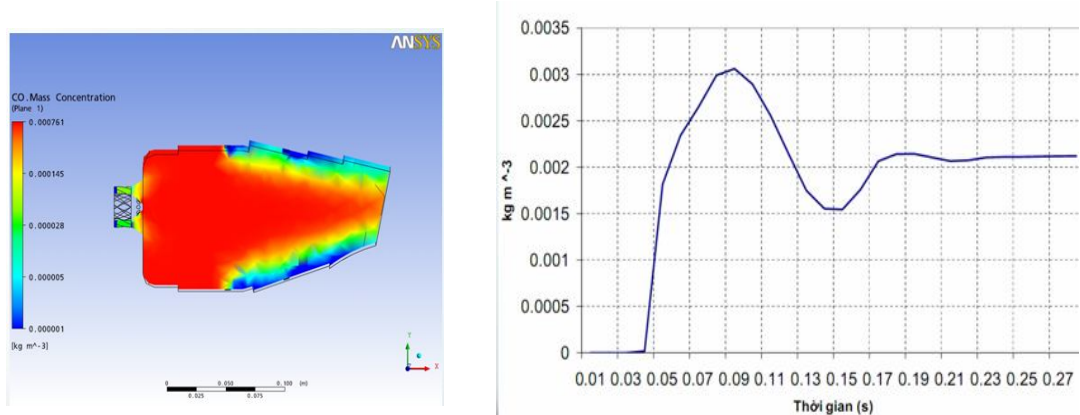 ANSYS
CO.Mass Concentration
(Plane 1)
0.000761
0.000145
0.000028
0.000005
0.000001
[kg m^-3]
Y
X
0 0.050 0.100 (m)
0.025 0.075
0.0035
0.003
0.0025
0.002
0.0015
0.001
0.0005
0
kg m^-3
0.01 0.03 0.05 0.07 0.09 0.11 0.13 0.15 0.17 0.19 0.21 0.23 0.25 0.27
Thời gian (s)